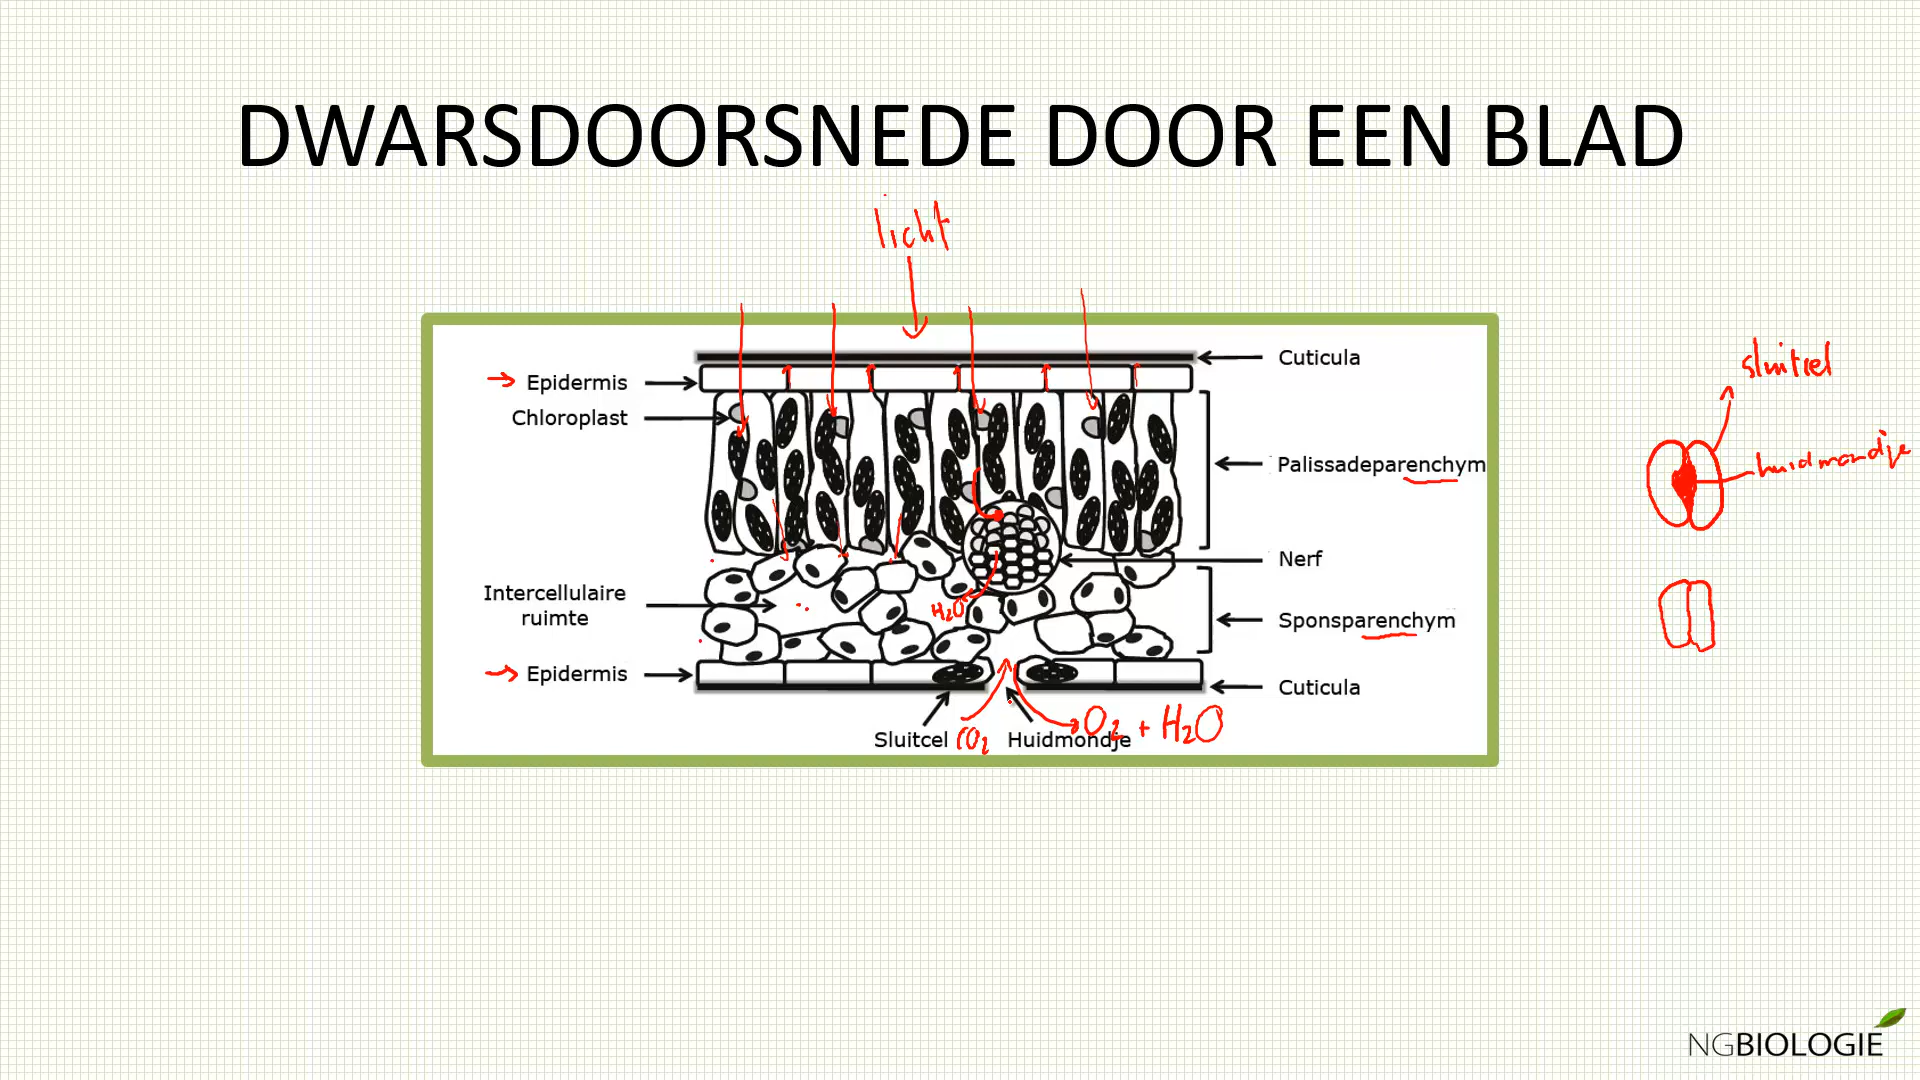 DWARSDOORSNEDE DOOR EEN BLAD
licht
Cuticula
Epidermis
Chloroplast
Palissadeparenchym
Nerf
Intercellulaire
ruimte
H2O
Sponsparenchym
Epidermis
Cuticula
Sluitcel
CO2
Huidmondje
O2 + H2O
sluitcel
huidmondje
NGBIOLOGIE